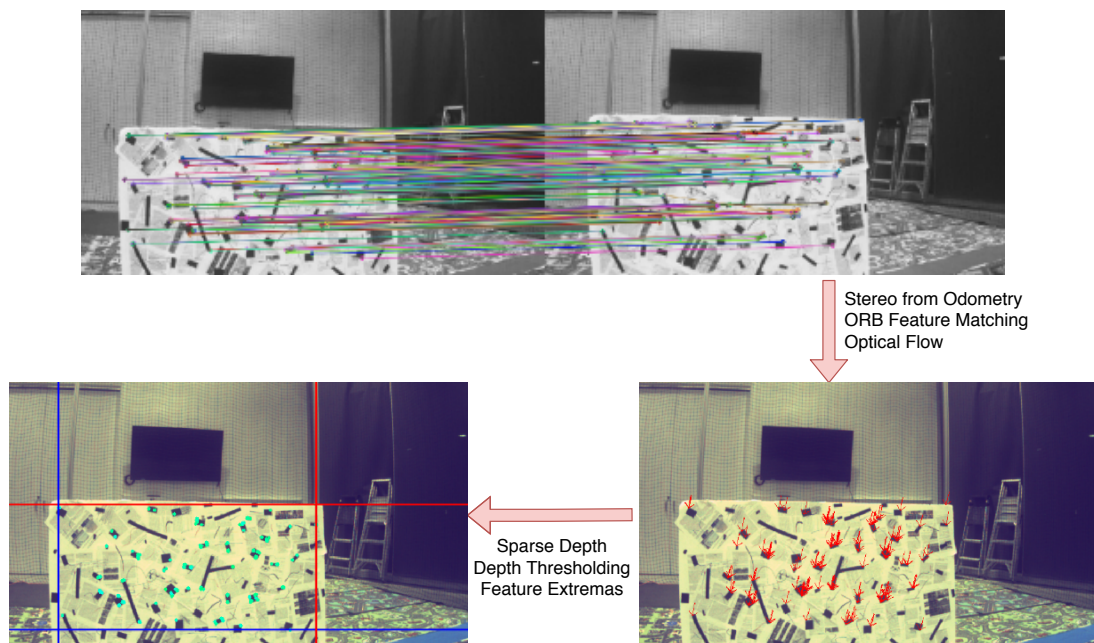 Stereo from Odometry
ORB Feature Matching
Optical Flow
Sparse Depth
Depth Thresholding
Feature Extremas